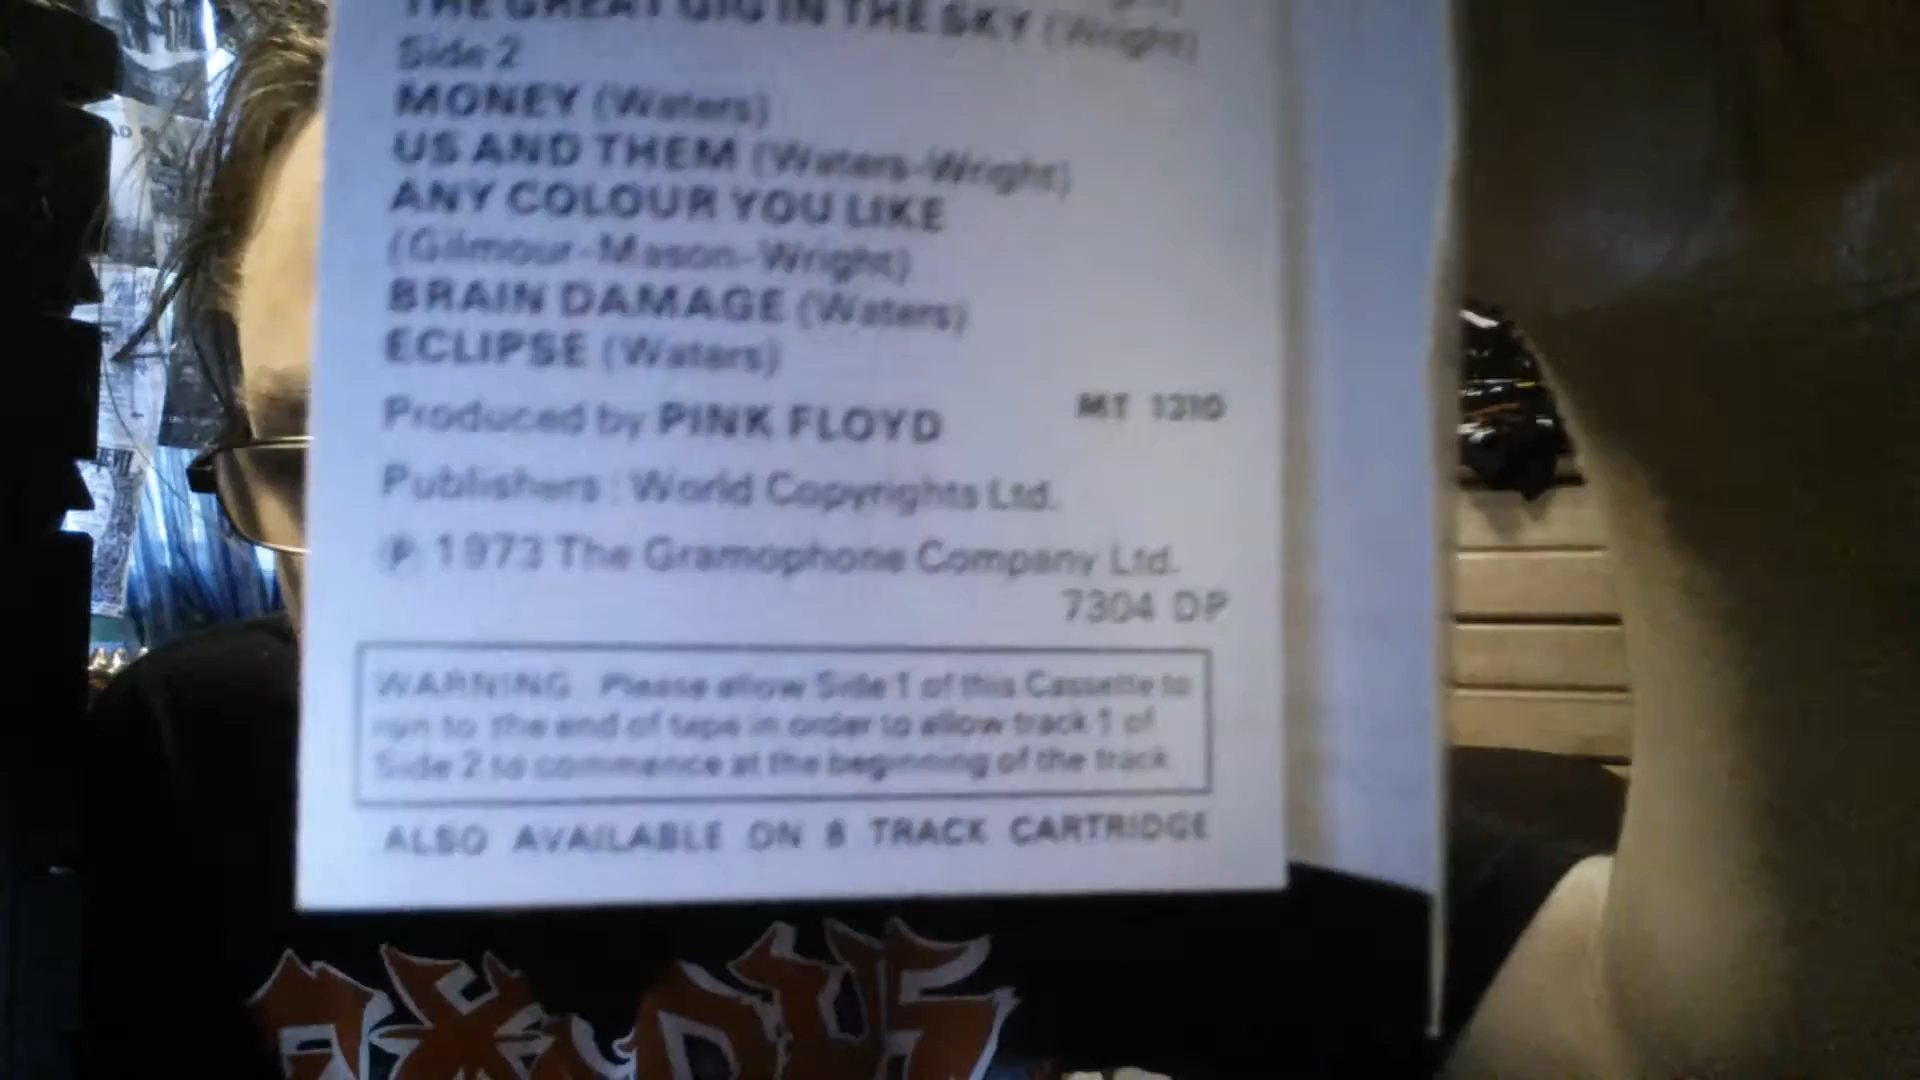 THE GREAT GIG IN THE SKY (Wright)
Side 2
MONEY (Waters)
US AND THEM (Waters-Wright)
ANY COLOUR YOU LIKE
(Gilmour-Mason-Wright)
BRAIN DAMAGE (Waters)
ECLIPSE (Waters)
Produced by PINK FLOYD
MT 1310
Publishers : World Copyrights Ltd.
℗ 1973 The Gramophone Company Ltd.
7304 DP
WARNING Please allow Side 1 of this Cassette to
run to the end of tape in order to allow track 1 of
Side 2 to commence at the beginning of the track
ALSO AVAILABLE ON 8 TRACK CARTRIDGE
EXODUS